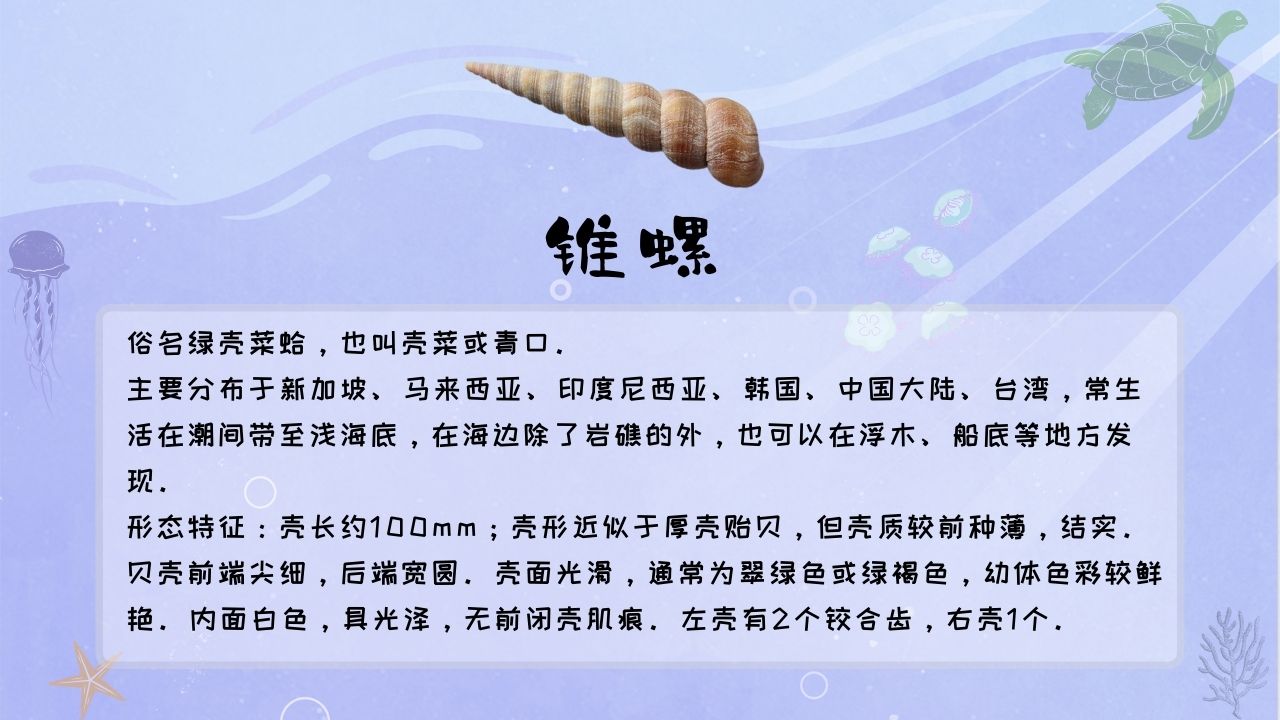 锥螺
俗名绿壳菜蛤，也叫壳菜或青口．
主要分布于新加坡、马来西亚、印度尼西亚、韩国、中国大陆、台湾，常生
活在潮间带至浅海底，在海边除了岩礁的外，也可以在浮木、船底等地方发
现．
形态特征：壳长约100mm；壳形近似于厚壳贻贝，但壳质较前种薄，结实．
贝壳前端尖细，后端宽圆．壳面光滑，通常为翠绿色或绿褐色，幼体色彩较鲜
艳．内面白色，具光泽，无前闭壳肌痕．左壳有2个铰合齿，右壳1个．